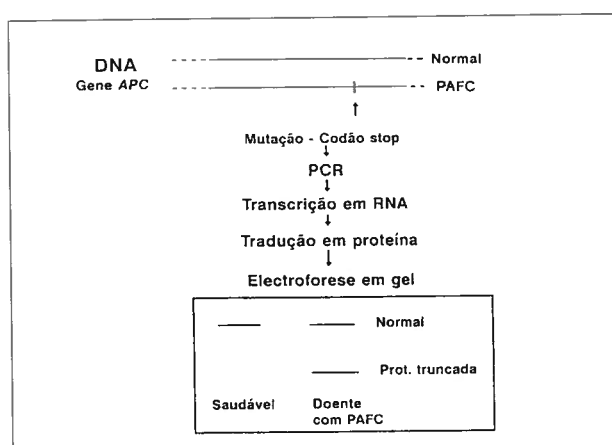 DNA
Normal
Gene APC
PAFC
Mutação - Codão stop
PCR
Transcrição em RNA
Tradução em proteína
Electroforese em gel
Normal
Prot. truncada
Saudável
Doente
com PAFC